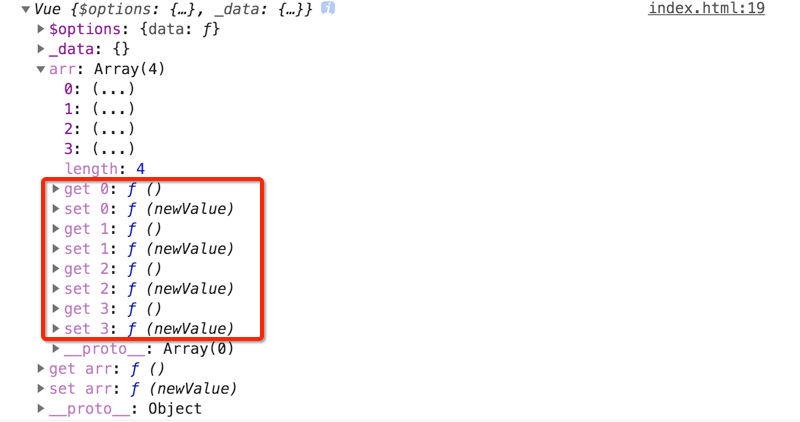 Vue {$options: {…}, _data: {…}} i index.html:19
$options: {data: ƒ}
_data: {}
arr: Array(4)
0: (...)
1: (...)
2: (...)
3: (...)
length: 4
get 0: ƒ ()
set 0: ƒ (newValue)
get 1: ƒ ()
set 1: ƒ (newValue)
get 2: ƒ ()
set 2: ƒ (newValue)
get 3: ƒ ()
set 3: ƒ (newValue)
__proto__: Array(0)
get arr: ƒ ()
set arr: ƒ (newValue)
__proto__: Object